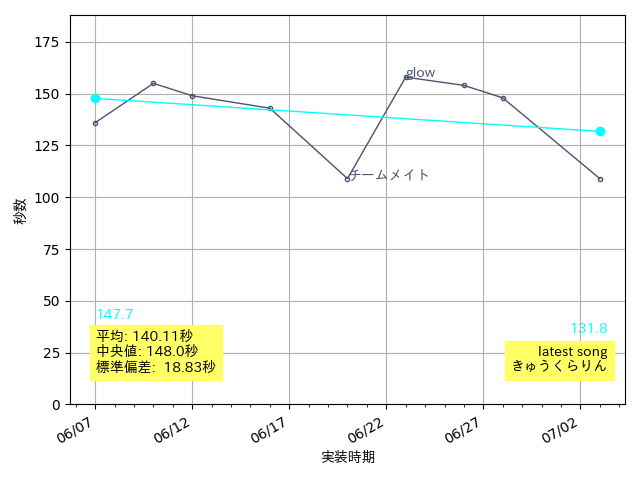 175
150
125
100
75
50
25
0
秒数
glow
チームメイト
147.7
131.8
平均: 140.11秒
中央値: 148.0秒
標準偏差: 18.83秒
latest song
きゅうくらりん
06/07
06/12
06/17
06/22
06/27
07/02
実装時期